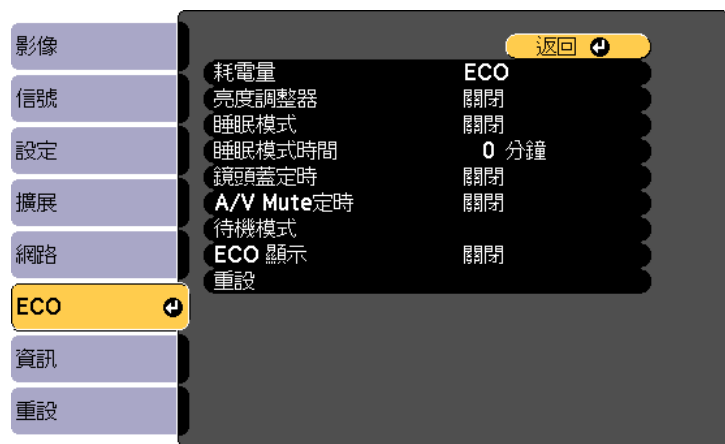 影像
信號
設定
擴展
網路
ECO
資訊
重設
返回
耗電量 ECO
亮度調整器 關閉
睡眠模式 關閉
睡眠模式時間 0 分鐘
鏡頭蓋定時 關閉
A/V Mute定時 關閉
待機模式
ECO 顯示 關閉
重設